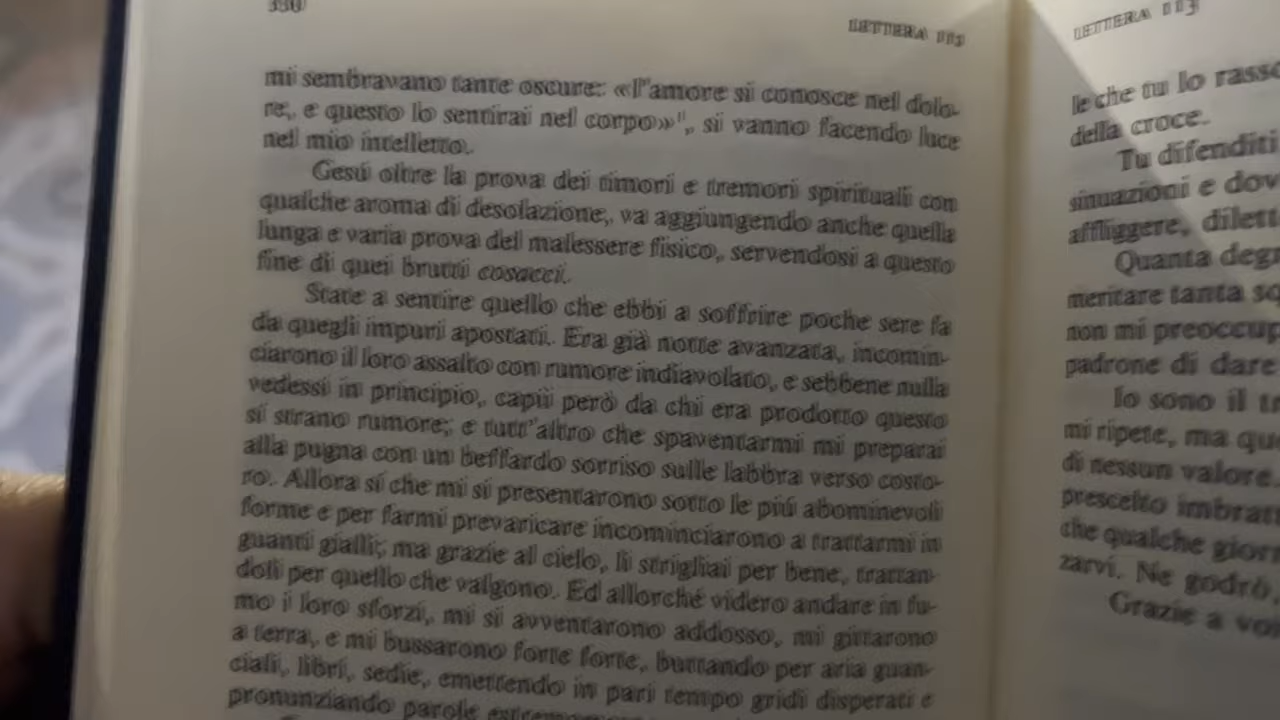 330
LETTERA 113
mi sembravano tante oscure: «l'amore si conosce nel dolo-
re, e questo lo sentirai nel corpo»", si vanno facendo luce
nel mio intelletto.
Gesú oltre la prova dei timori e tremori spirituali con
qualche aroma di desolazione, va aggiungendo anche quella
lunga e varia prova del malessere fisico, servendosi a questo
fine di quei brutti cosacci.
State a sentire quello che ebbi a soffrire poche sere fa
da quegli impuri apostati. Era già notte avanzata, incomin-
ciarono il loro assalto con rumore indiavolato, e sebbene nulla
vedessi in principio, capii però da chi era prodotto questo
sí strano rumore; e tutt'altro che spaventarmi mi preparai
alla pugna con un beffardo sorriso sulle labbra verso costo-
ro. Allora sí che mi si presentarono sotto le piú abominevoli
forme e per farmi prevaricare incominciarono a trattarmi in
guanti gialli; ma grazie al cielo, li strigliai per bene, trattan-
doli per quello che valgono. Ed allorché videro andare in fu-
mo i loro sforzi, mi si avventarono addosso, mi gittarono
a terra, e mi bussarono forte forte, buttando per aria guan-
ciali, libri, sedie, emettendo in pari tempo gridi disperati e
pronunziando parole
LETTERA 113
le che tu lo
della croce.
Tu difenditi
sinuazioni e
affliggere,
Quanta
meritare tanta
non mi
padrone di dare
Io sono il
mi ripete, ma
di nessun valore.
prescelto
che qualche
zarvi. Ne godrò,
Grazie a